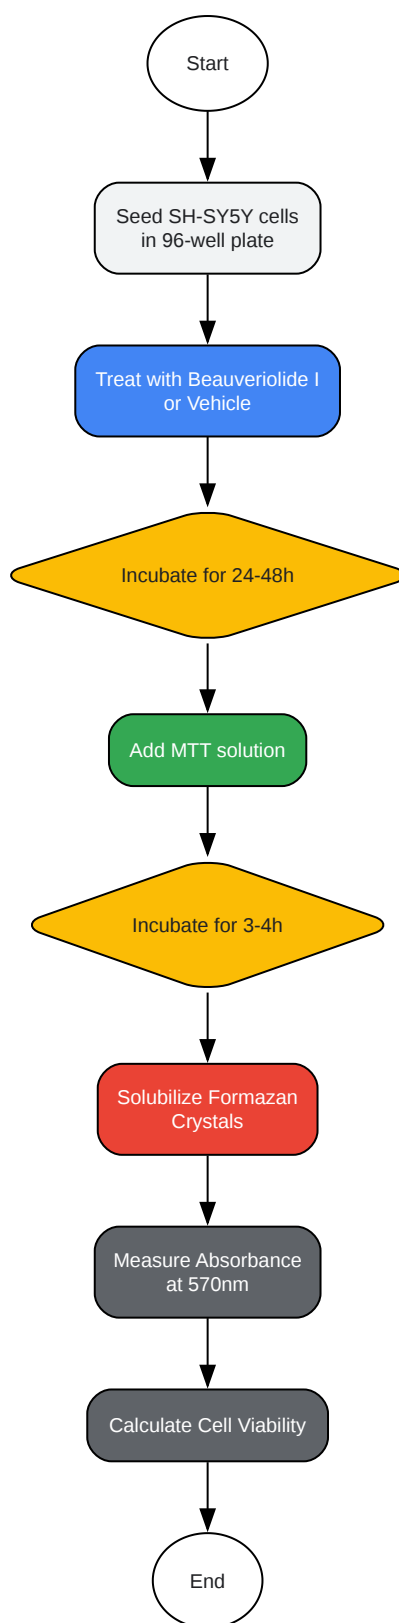 Start
Seed SH-SY5Y cells
in 96-well plate
Treat with Beauveriolide I
or Vehicle
Incubate for 24-48h
Add MTT solution
Incubate for 3-4h
Solubilize Formazan
Crystals
Measure Absorbance
at 570nm
Calculate Cell Viability
End